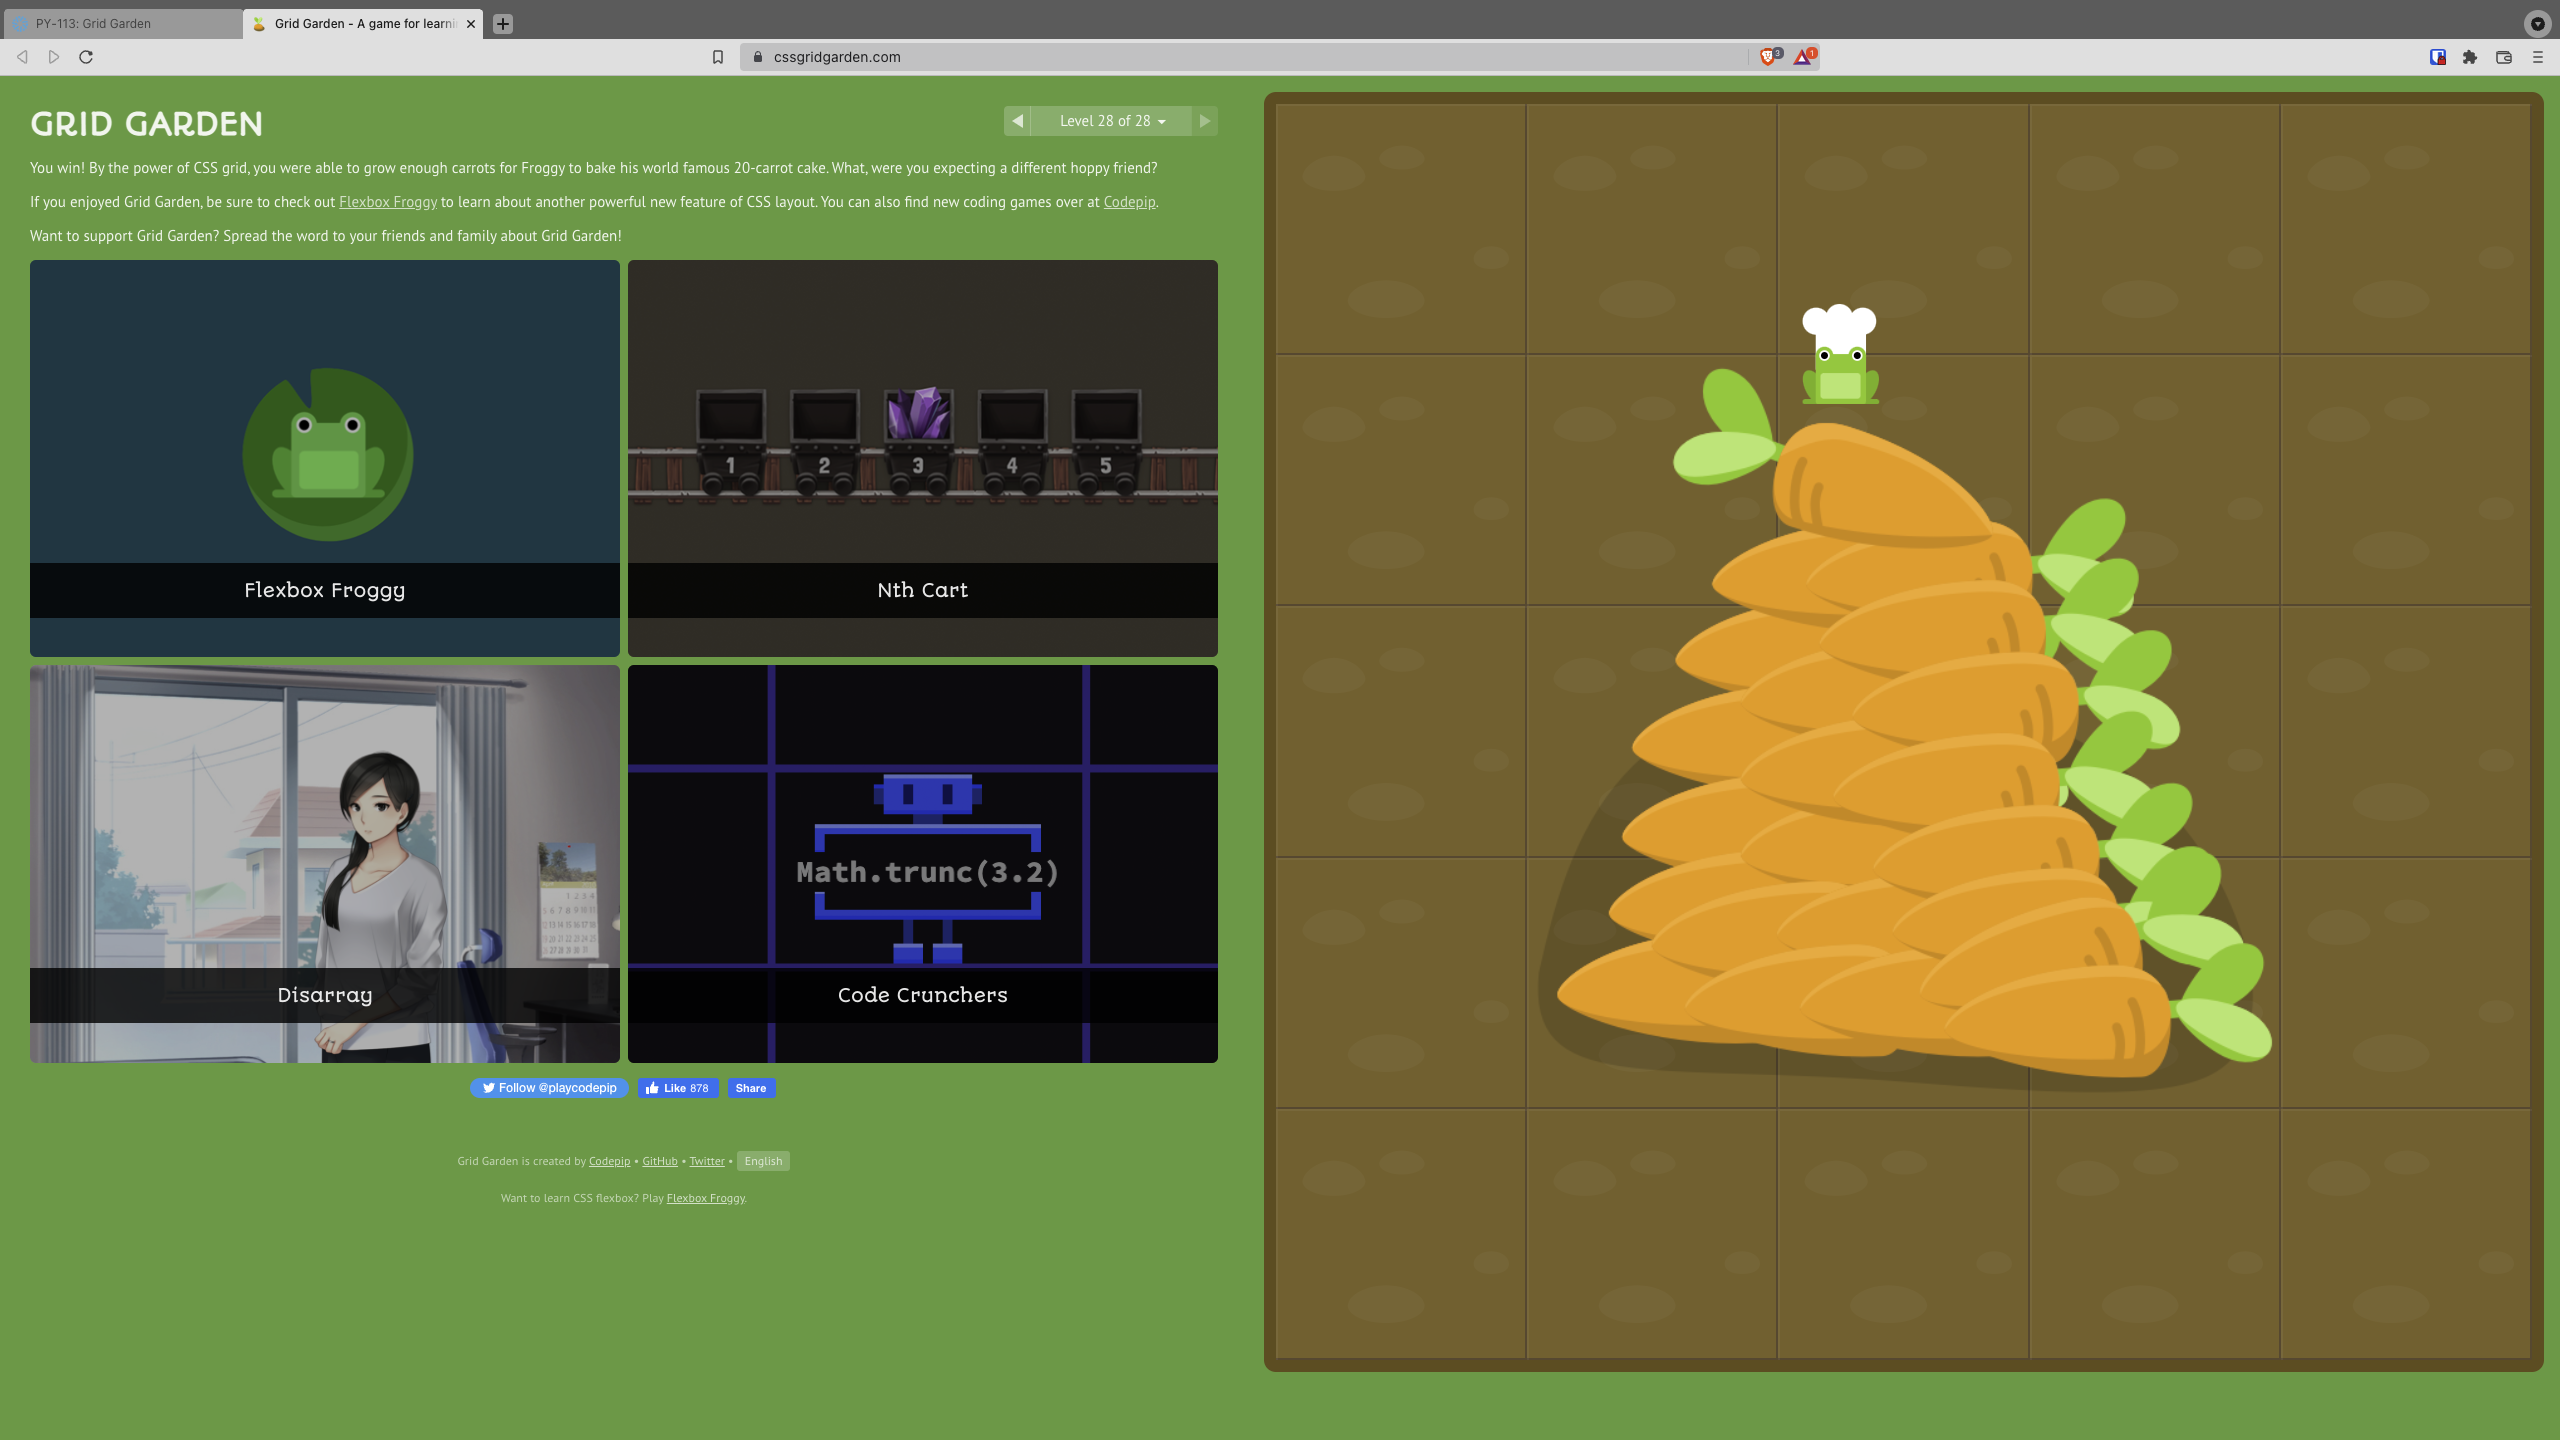 PY-113: Grid Garden
Grid Garden - A game for learni
cssgridgarden.com
3
1
GRID GARDEN
Level 28 of 28
You win! By the power of CSS grid, you were able to grow enough carrots for Froggy to bake his world famous 20-carrot cake. What, were you expecting a different hoppy friend?
If you enjoyed Grid Garden, be sure to check out Flexbox Froggy to learn about another powerful new feature of CSS layout. You can also find new coding games over at Codepip.
Want to support Grid Garden? Spread the word to your friends and family about Grid Garden!
1 2 3 4 5
Flexbox Froggy
Nth Cart
Math.trunc(3.2)
Disarray
Code Crunchers
Follow @playcodepip
Like 878
Share
Grid Garden is created by Codepip • GitHub • Twitter • English
Want to learn CSS flexbox? Play Flexbox Froggy.